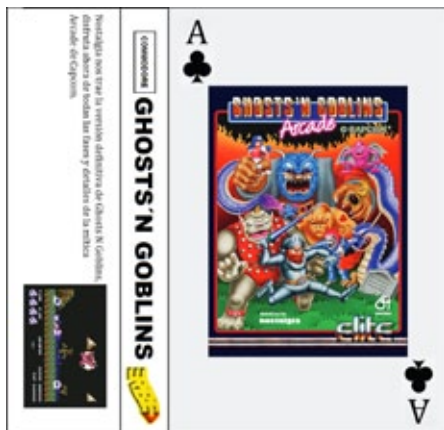 Nostalgia nos trae la versión definitiva de Ghosts N Goblins,
disfruta ahora de todas las fases y detalles de la mítica
Arcade de Capcom.
COMMODORE
GHOSTS´N GOBLINS
A
GHOSTS'N GOBLINS
Arcade
© CAPCOM
nostalgia
elite
A